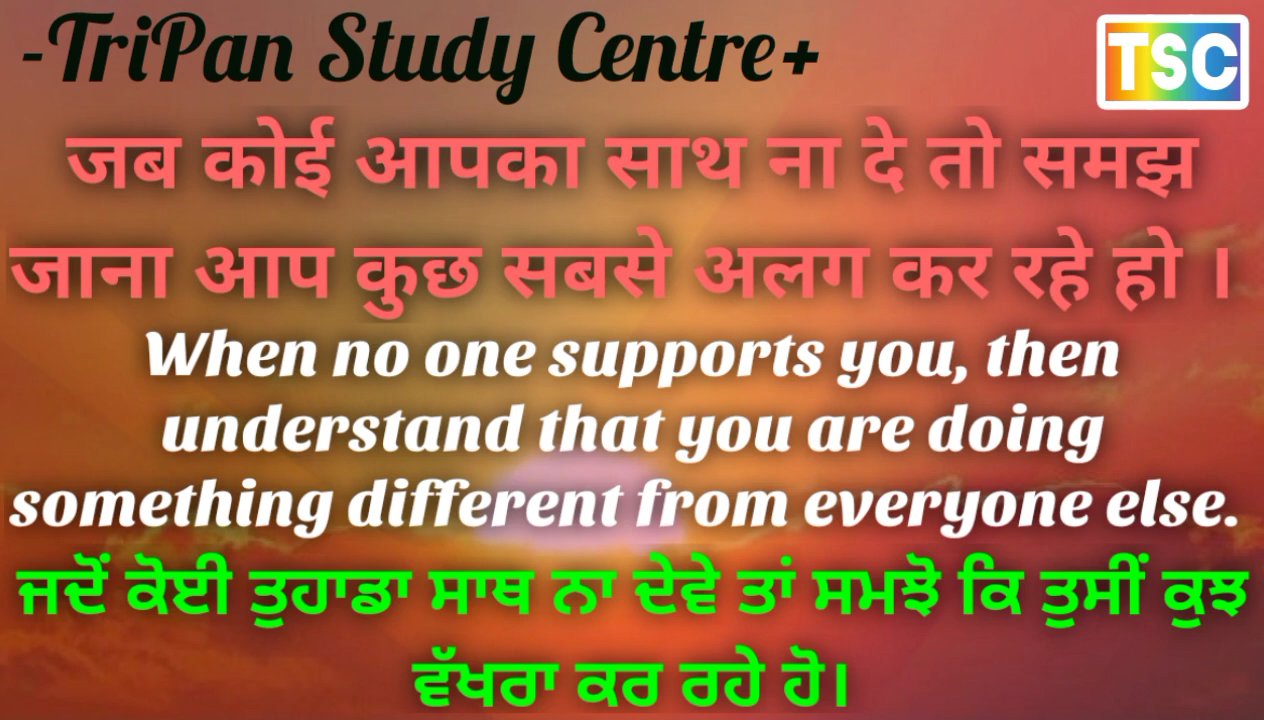 -TriPan Study Centre+
TSC
जब कोई आपका साथ ना दे तो समझ
जाना आप कुछ सबसे अलग कर रहे हो ।
When no one supports you, then
understand that you are doing
something different from everyone else.
ਜਦੋਂ ਕੋਈ ਤੁਹਾਡਾ ਸਾਥ ਨਾ ਦੇਵੇ ਤਾਂ ਸਮਝੋ ਕਿ ਤੁਸੀਂ ਕੁਝ
ਵੱਖਰਾ ਕਰ ਰਹੇ ਹੋ।